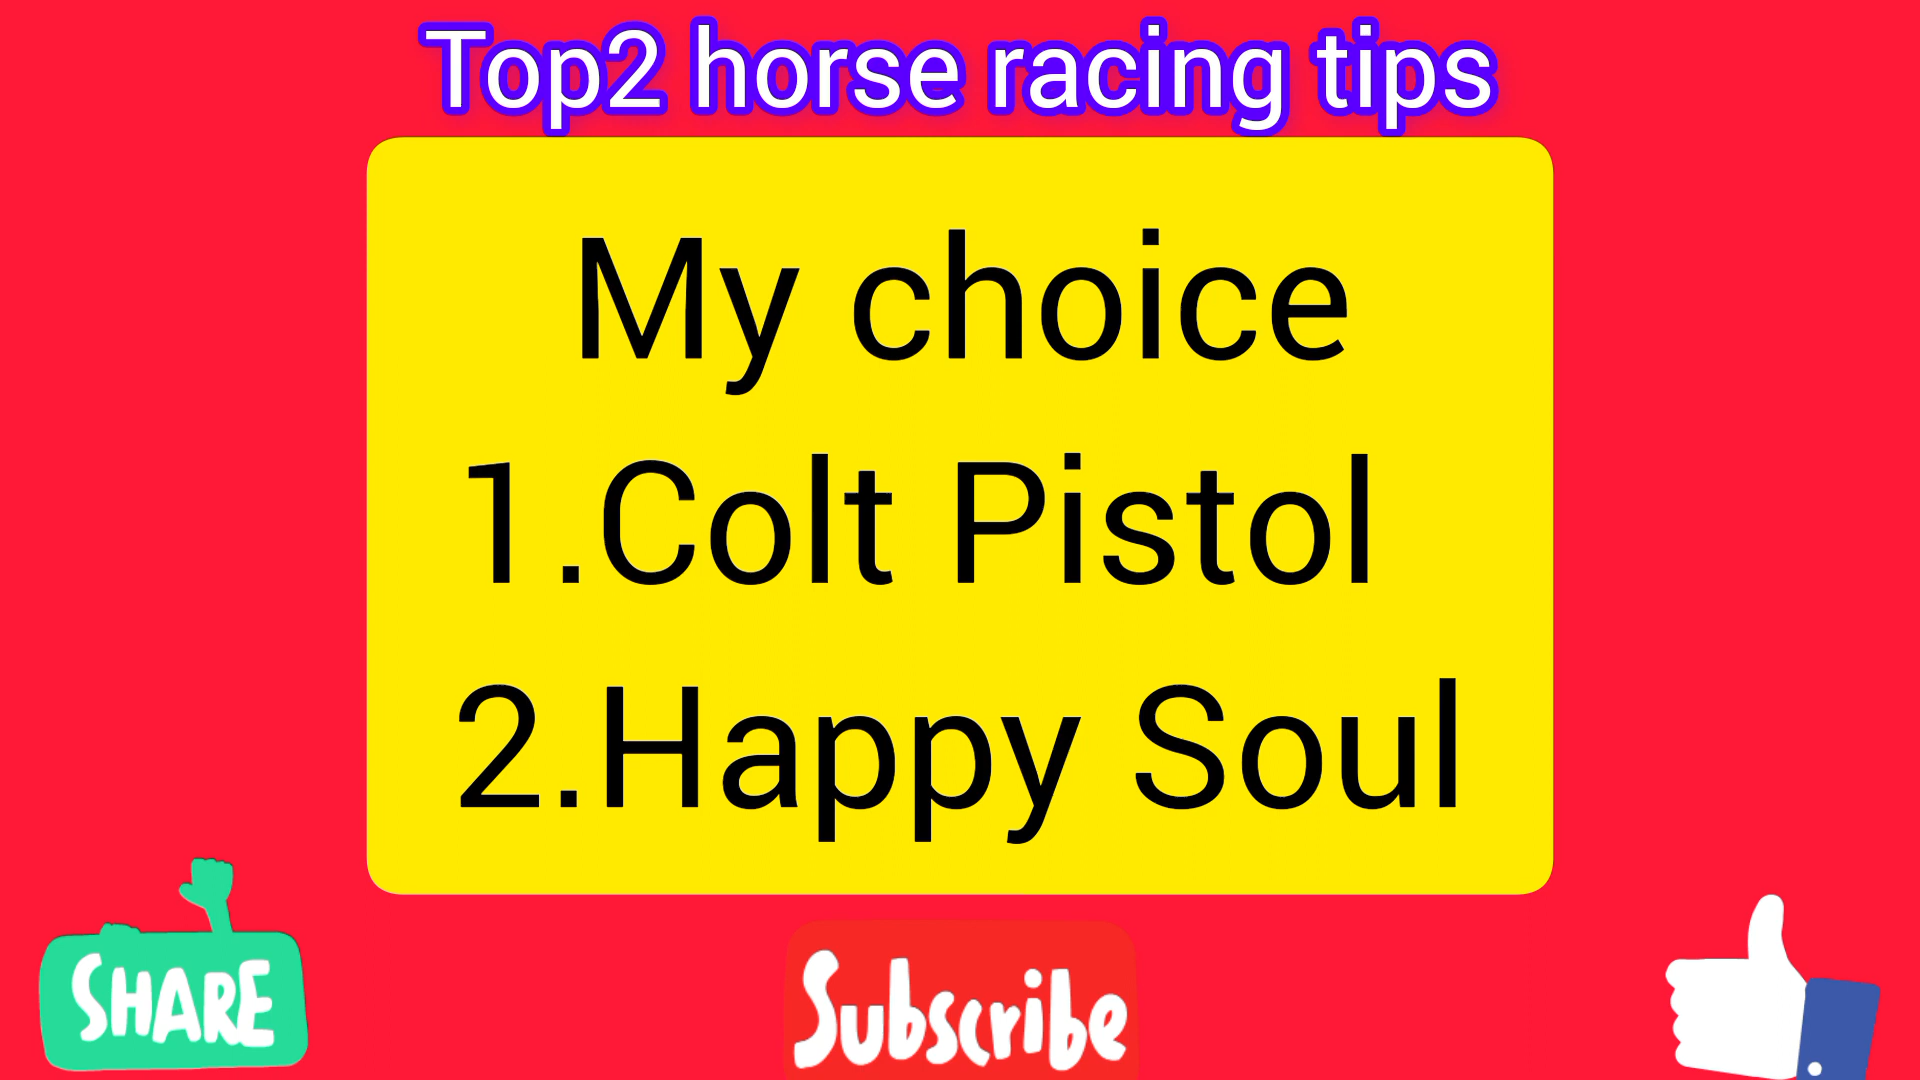 Top2 horse racing tips
My choice
1.Colt Pistol
2.Happy Soul
SHARE
Subscribe